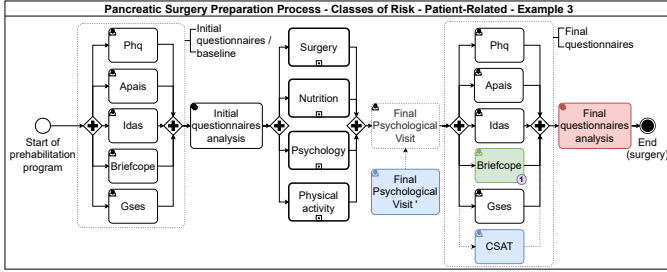 Pancreatic Surgery Preparation Process - Classes of Risk - Patient-Related - Example 3
Start of
prehabilitation
program
Phq
Apais
Idas
Briefcope
Gses
Initial
questionnaires /
baseline
Initial
questionnaires
analysis
Surgery
Nutrition
Psychology
Physical
activity
Final
Psychological
Visit
Final
Psychological
Visit '
Phq
Apais
Idas
Briefcope
1
Gses
CSAT
Final
questionnaires
Final
questionnaires
analysis
End
(surgery)